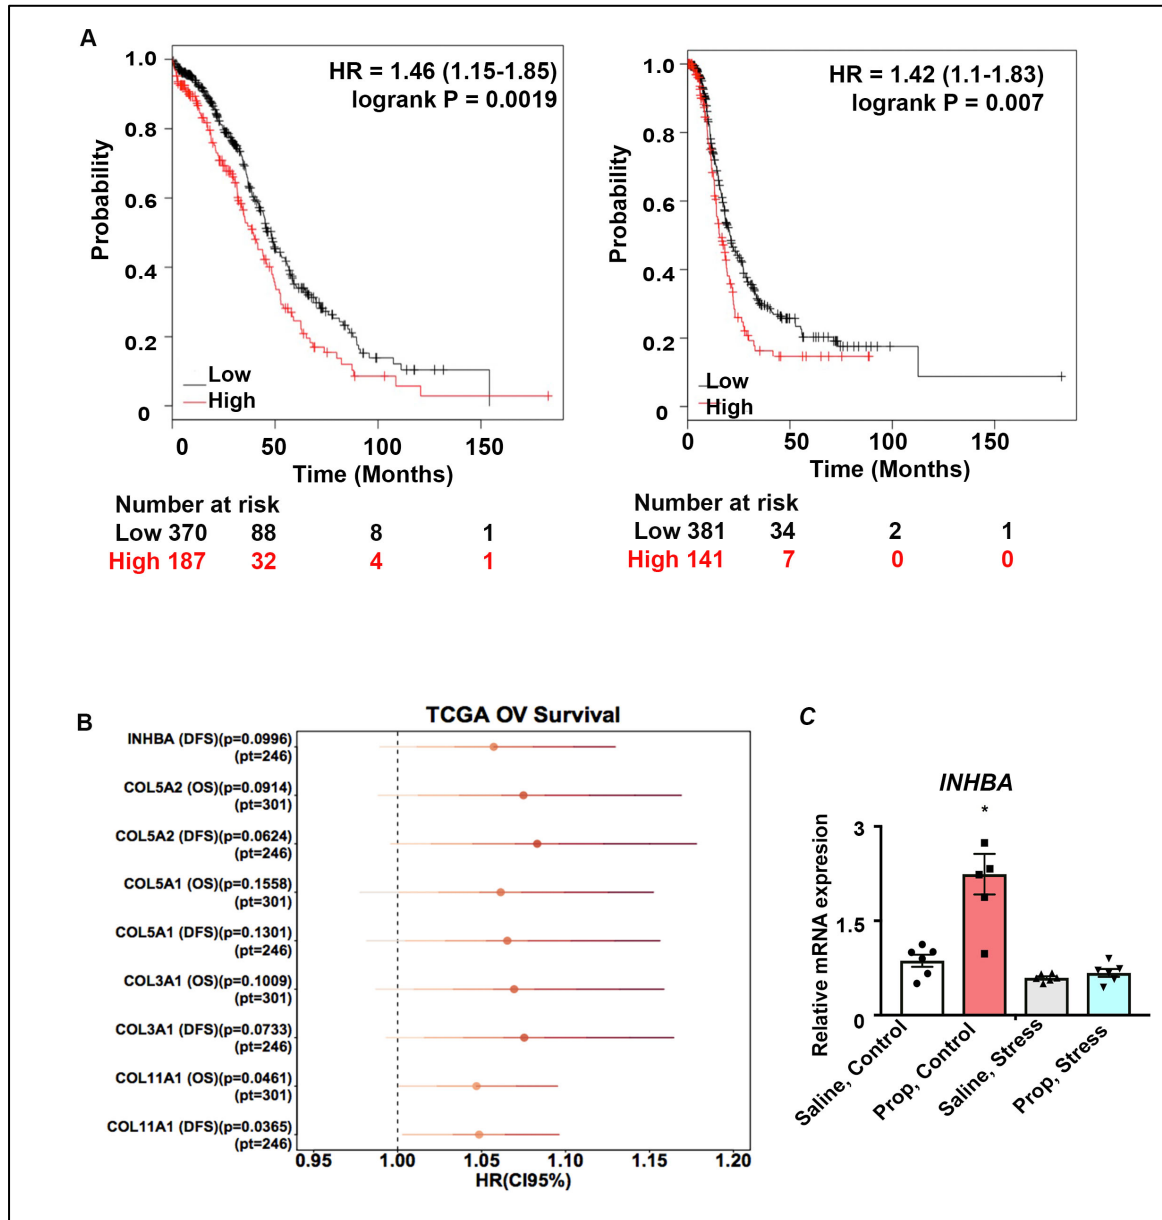 A
HR = 1.46 (1.15-1.85)
logrank P = 0.0019
Probability
1.0
0.8
0.6
0.4
0.2
0
Low
High
0 50 100 150
Time (Months)
Number at risk
Low 370 88 8 1
High 187 32 4 1
HR = 1.42 (1.1-1.83)
logrank P = 0.007
Probability
1.0
0.8
0.6
0.4
0.2
0
Low
High
0 50 100 150
Time (Months)
Number at risk
Low 381 34 2 1
High 141 7 0 0
B
TCGA OV Survival
INHBA (DFS)(p=0.0996)
(pt=246)
COL5A2 (OS)(p=0.0914)
(pt=301)
COL5A2 (DFS)(p=0.0624)
(pt=246)
COL5A1 (OS)(p=0.1558)
(pt=301)
COL5A1 (DFS)(p=0.1301)
(pt=246)
COL3A1 (OS)(p=0.1009)
(pt=301)
COL3A1 (DFS)(p=0.0733)
(pt=246)
COL11A1 (OS)(p=0.0461)
(pt=301)
COL11A1 (DFS)(p=0.0365)
(pt=246)
0.95 1.00 1.05 1.10 1.15 1.20
HR(CI95%)
C
INHBA
*
Relative mRNA expresion
3
1.5
0
Saline, Control
Prop, Control
Saline, Stress
Prop, Stress